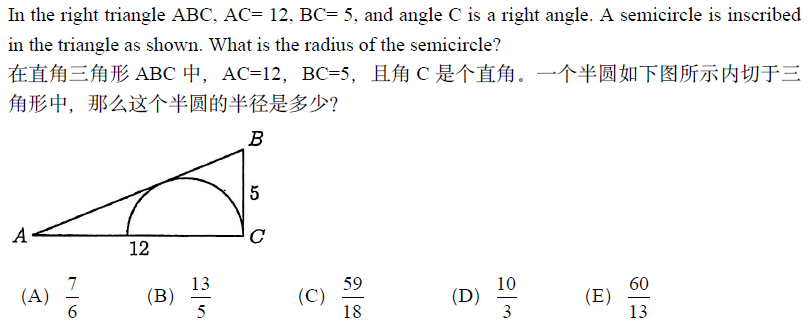 In the right triangle ABC, AC= 12, BC= 5, and angle C is a right angle. A semicircle is inscribed
in the triangle as shown. What is the radius of the semicircle?
在直角三角形 ABC 中，AC=12，BC=5，且角 C 是个直角。一个半圆如下图所示内切于三
角形中，那么这个半圆的半径是多少？
B
5
A
C
12
(A) 7/6 (B) 13/5 (C) 59/18 (D) 10/3 (E) 60/13